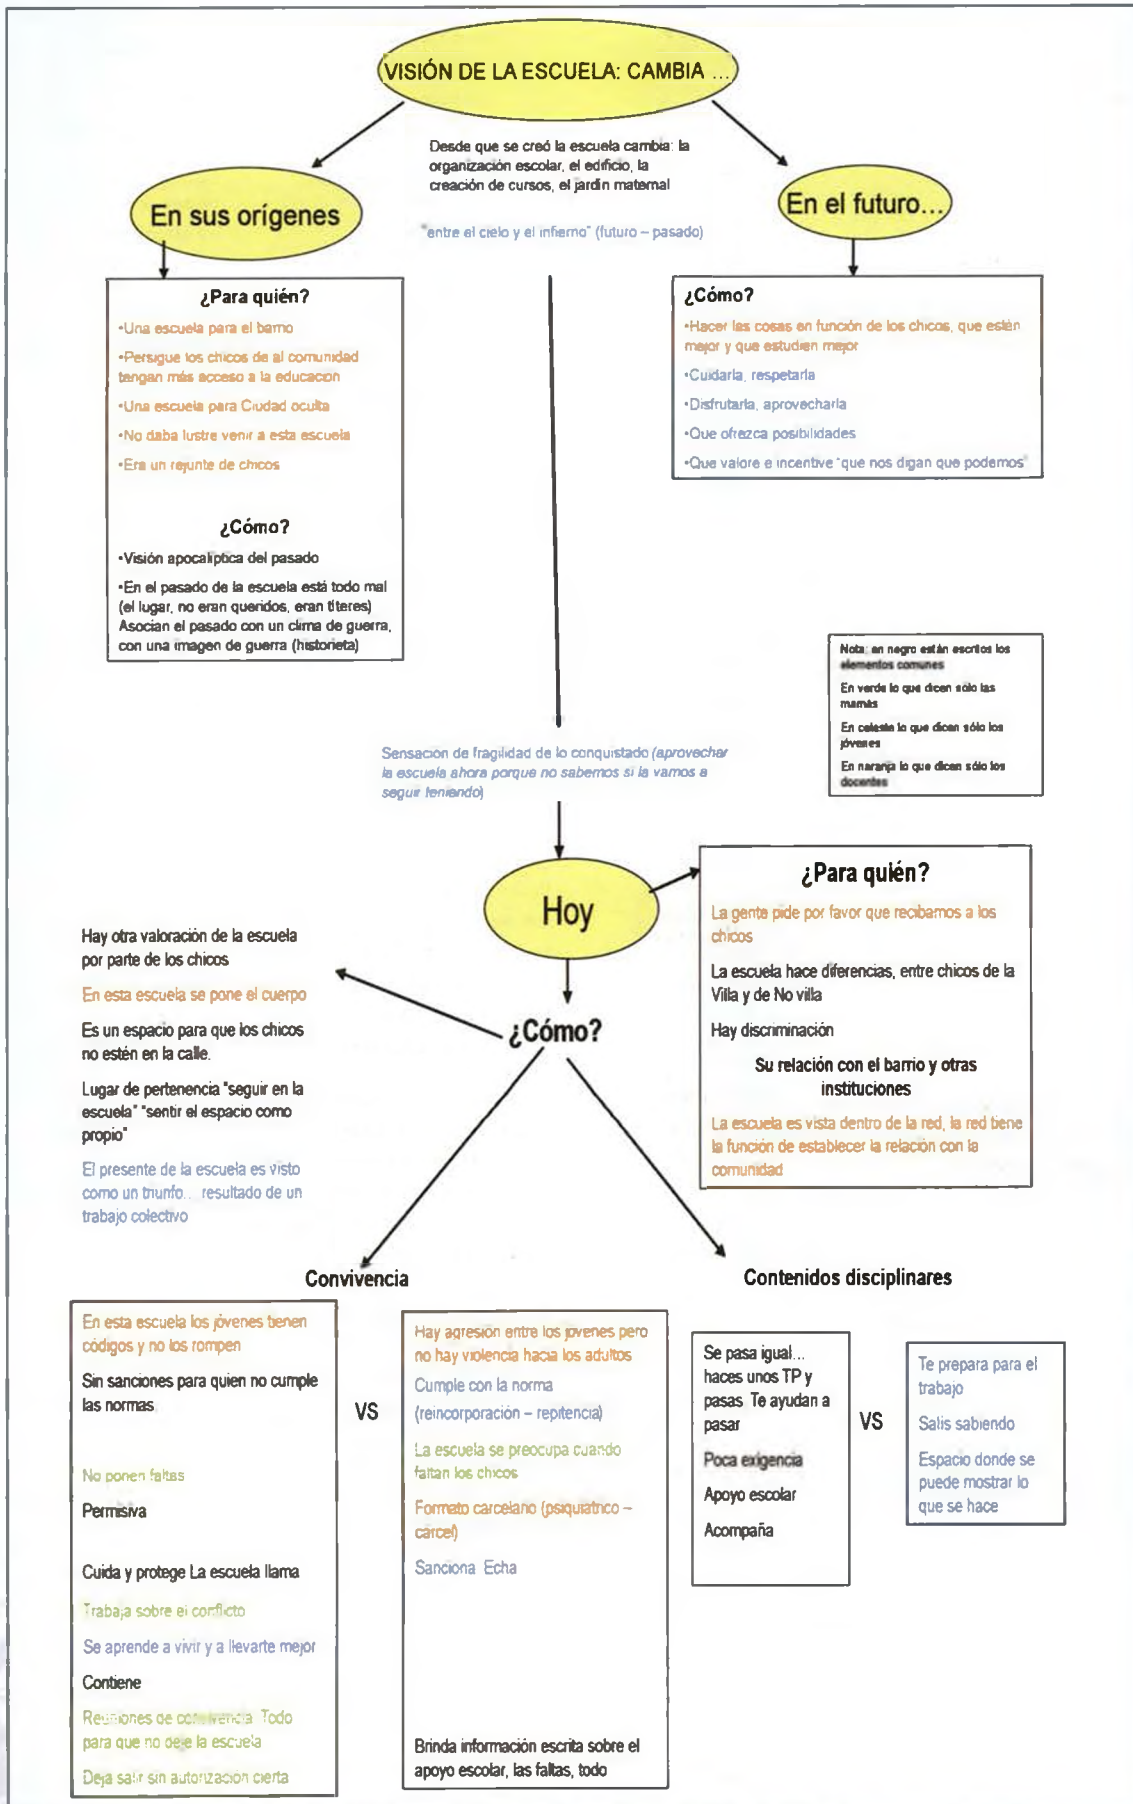 VISIÓN DE LA ESCUELA: CAMBIA ...
Desde que se creó la escuela cambia: la
organización escolar, el edificio, la
creación de cursos, el jardin maternal
"entre el cielo y el infierno" (futuro – pasado)
En sus orígenes
¿Para quién?
•Una escuela para el barrio
•Persigue los chicos de al comunidad
tengan más acceso a la educacion
•Una escuela para Ciudad oculta
•No daba lustre venir a esta escuela
•Era un rejunte de chicos
¿Cómo?
•Visión apocalíptica del pasado
•En el pasado de la escuela está todo mal
(el lugar, no eran queridos, eran títeres)
Asocian el pasado con un clima de guerra,
con una imagen de guerra (historieta)
En el futuro...
¿Cómo?
•Hacer las cosas en función de los chicos, que estén
mejor y que estudien mejor
•Cuidarla, respetarla
•Disfrutarla, aprovecharla
•Que ofrezca posibilidades
•Que valore e incentive "que nos digan que podemos"
Nota: en negro están escritos los
elementos comunes
En verde lo que dicen sólo las
mamás
En celeste lo que dicen sólo los
jóvenes
En naranja lo que dicen sólo los
docentes
Sensación de fragilidad de lo conquistado (aprovechar
la escuela ahora porque no sabemos si la vamos a
seguir teniendo)
Hoy
¿Para quién?
La gente pide por favor que recibamos a los
chicos
La escuela hace diferencias, entre chicos de la
Villa y de No villa
Hay discriminación
Su relación con el barrio y otras
instituciones
La escuela es vista dentro de la red, la red tiene
la función de establecer la relación con la
comunidad
¿Cómo?
Hay otra valoración de la escuela
por parte de los chicos
En esta escuela se pone el cuerpo
Es un espacio para que los chicos
no estén en la calle.
Lugar de pertenencia "seguir en la
escuela" "sentir el espacio como
propio"
El presente de la escuela es visto
como un triunfo... resultado de un
trabajo colectivo
Convivencia
En esta escuela los jóvenes tienen
códigos y no los rompen
Sin sanciones para quien no cumple
las normas
No ponen faltas
Permisiva
Cuida y protege La escuela llama
Trabaja sobre el conflicto
Se aprende a vivir y a llevarte mejor
Contiene
Reuniones de convivencia Todo
para que no deje la escuela
Deja salir sin autorizacion cierta
VS
Hay agresión entre los jovenes pero
no hay violencia hacia los adultos
Cumple con la norma
(reincorporación – repitencia)
La escuela se preocupa cuando
faltan los chicos
Formato carcelario (psiquiatrico –
cárcel)
Sanciona Echa
Brinda información escrita sobre el
apoyo escolar, las faltas, todo
Contenidos disciplinares
Se pasa igual...
haces unos TP y
pasas Te ayudan a
pasar
Poca exigencia
Apoyo escolar
Acompaña
VS
Te prepara para el
trabajo
Salis sabiendo
Espacio donde se
puede mostrar lo
que se hace